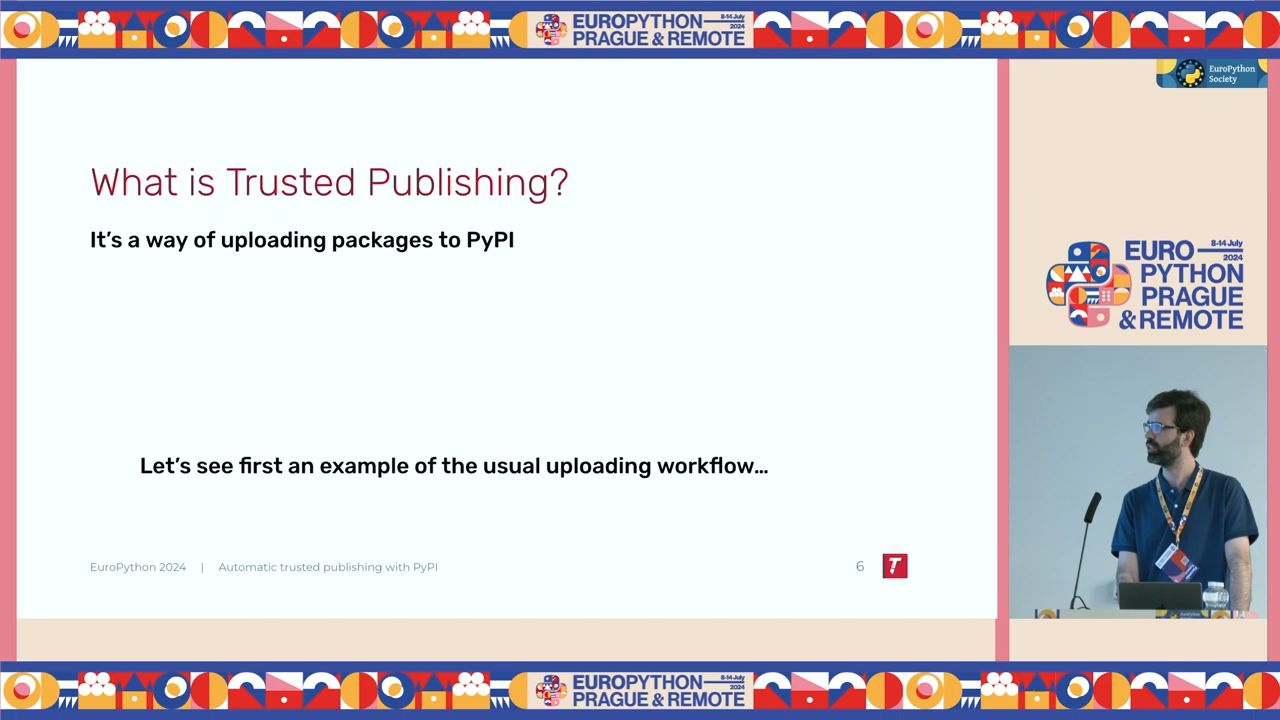 EUROPYTHON
8-14 July
2024
PRAGUE & REMOTE
EuroPython
Society
What is Trusted Publishing?
It's a way of uploading packages to PyPI
Let's see first an example of the usual uploading workflow...
EuroPython 2024 | Automatic trusted publishing with PyPI
6
T
EURO
8-14 July
2024
PYTHON
PRAGUE
& REMOTE
EUROPYTHON
8-14 July
2024
PRAGUE & REMOTE